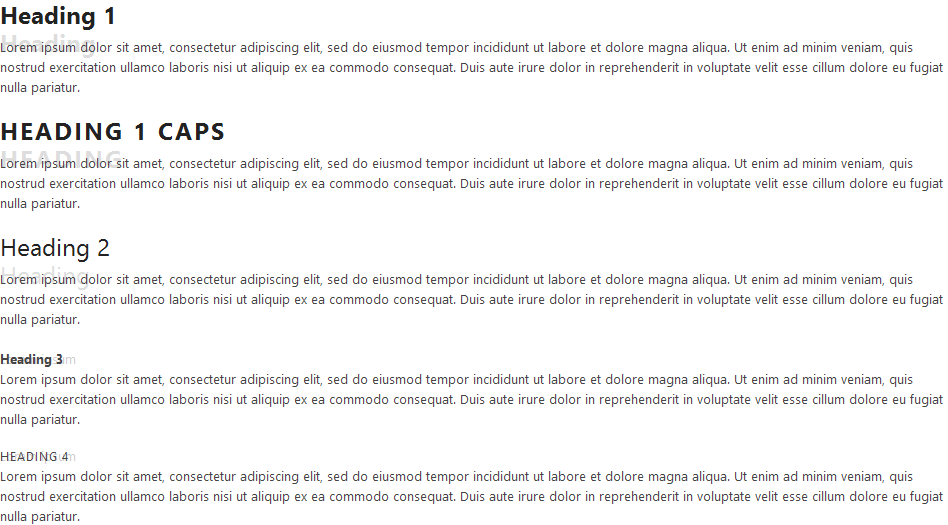 Heading 1
Heading
Lorem ipsum dolor sit amet, consectetur adipiscing elit, sed do eiusmod tempor incididunt ut labore et dolore magna aliqua. Ut enim ad minim veniam, quis
nostrud exercitation ullamco laboris nisi ut aliquip ex ea commodo consequat. Duis aute irure dolor in reprehenderit in voluptate velit esse cillum dolore eu fugiat
nulla pariatur.
HEADING 1 CAPS
HEADING
Lorem ipsum dolor sit amet, consectetur adipiscing elit, sed do eiusmod tempor incididunt ut labore et dolore magna aliqua. Ut enim ad minim veniam, quis
nostrud exercitation ullamco laboris nisi ut aliquip ex ea commodo consequat. Duis aute irure dolor in reprehenderit in voluptate velit esse cillum dolore eu fugiat
nulla pariatur.
Heading 2
Heading
Lorem ipsum dolor sit amet, consectetur adipiscing elit, sed do eiusmod tempor incididunt ut labore et dolore magna aliqua. Ut enim ad minim veniam, quis
nostrud exercitation ullamco laboris nisi ut aliquip ex ea commodo consequat. Duis aute irure dolor in reprehenderit in voluptate velit esse cillum dolore eu fugiat
nulla pariatur.
Heading 3
Lorem ipsum dolor sit amet, consectetur adipiscing elit, sed do eiusmod tempor incididunt ut labore et dolore magna aliqua. Ut enim ad minim veniam, quis
nostrud exercitation ullamco laboris nisi ut aliquip ex ea commodo consequat. Duis aute irure dolor in reprehenderit in voluptate velit esse cillum dolore eu fugiat
nulla pariatur.
HEADING 4
Lorem ipsum dolor sit amet, consectetur adipiscing elit, sed do eiusmod tempor incididunt ut labore et dolore magna aliqua. Ut enim ad minim veniam, quis
nostrud exercitation ullamco laboris nisi ut aliquip ex ea commodo consequat. Duis aute irure dolor in reprehenderit in voluptate velit esse cillum dolore eu fugiat
nulla pariatur.